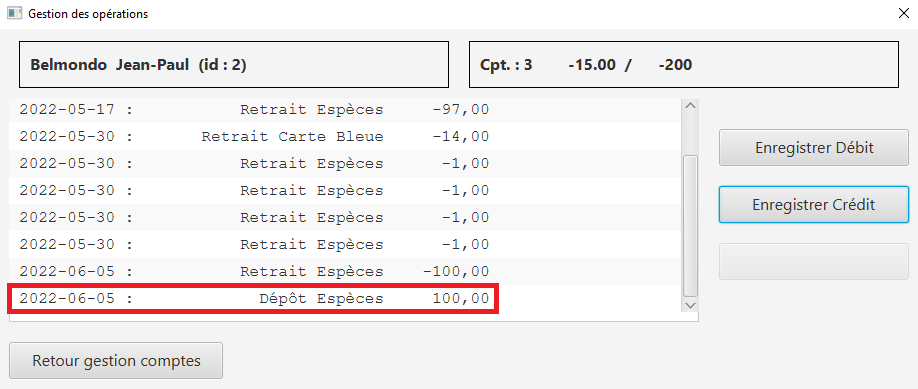 Gestion des opérations
Belmondo Jean-Paul (id : 2)
Cpt. : 3 -15.00 / -200
2022-05-17 : Retrait Espèces -97,00
2022-05-30 : Retrait Carte Bleue -14,00
2022-05-30 : Retrait Espèces -1,00
2022-05-30 : Retrait Espèces -1,00
2022-05-30 : Retrait Espèces -1,00
2022-05-30 : Retrait Espèces -1,00
2022-06-05 : Retrait Espèces -100,00
2022-06-05 : Dépôt Espèces 100,00
Enregistrer Débit
Enregistrer Crédit
Retour gestion comptes